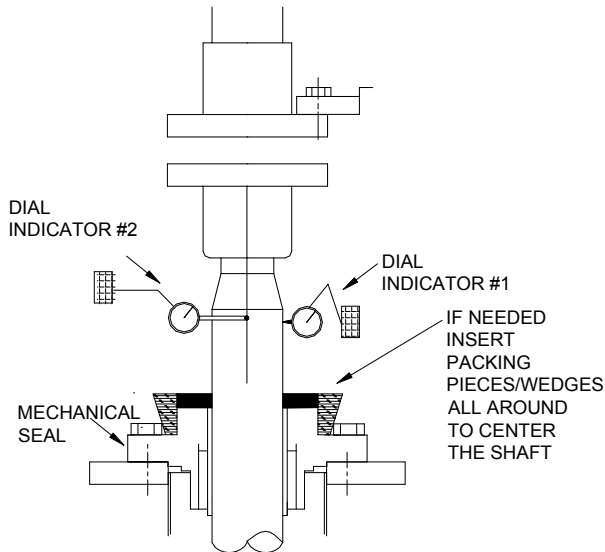 DIAL
INDICATOR #2
DIAL
INDICATOR #1
IF NEEDED
INSERT
PACKING
PIECES/WEDGES
ALL AROUND
TO CENTER
THE SHAFT
MECHANICAL
SEAL